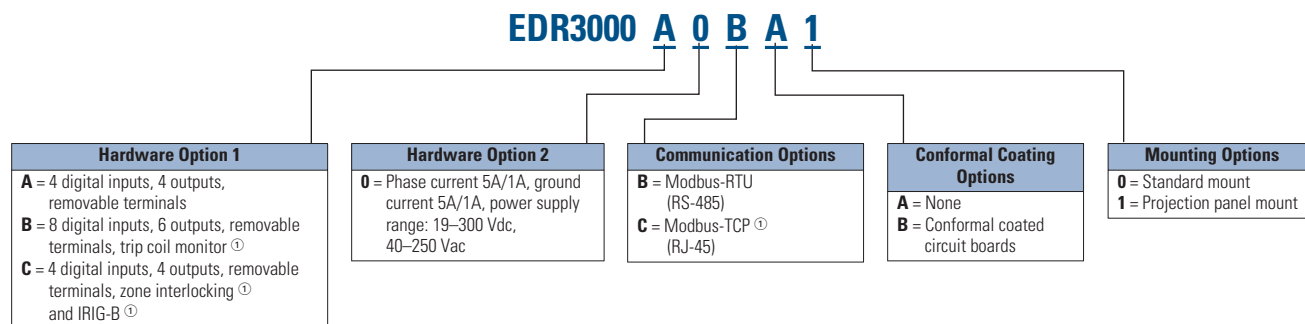 EDR3000 A 0 B A 1
Hardware Option 1
A = 4 digital inputs, 4 outputs,
removable terminals
B = 8 digital inputs, 6 outputs, removable
terminals, trip coil monitor ①
C = 4 digital inputs, 4 outputs, removable
terminals, zone interlocking ①
and IRIG-B ①
Hardware Option 2
0 = Phase current 5A/1A, ground
current 5A/1A, power supply
range: 19–300 Vdc,
40–250 Vac
Communication Options
B = Modbus-RTU
(RS-485)
C = Modbus-TCP ①
(RJ-45)
Conformal Coating
Options
A = None
B = Conformal coated
circuit boards
Mounting Options
0 = Standard mount
1 = Projection panel mount